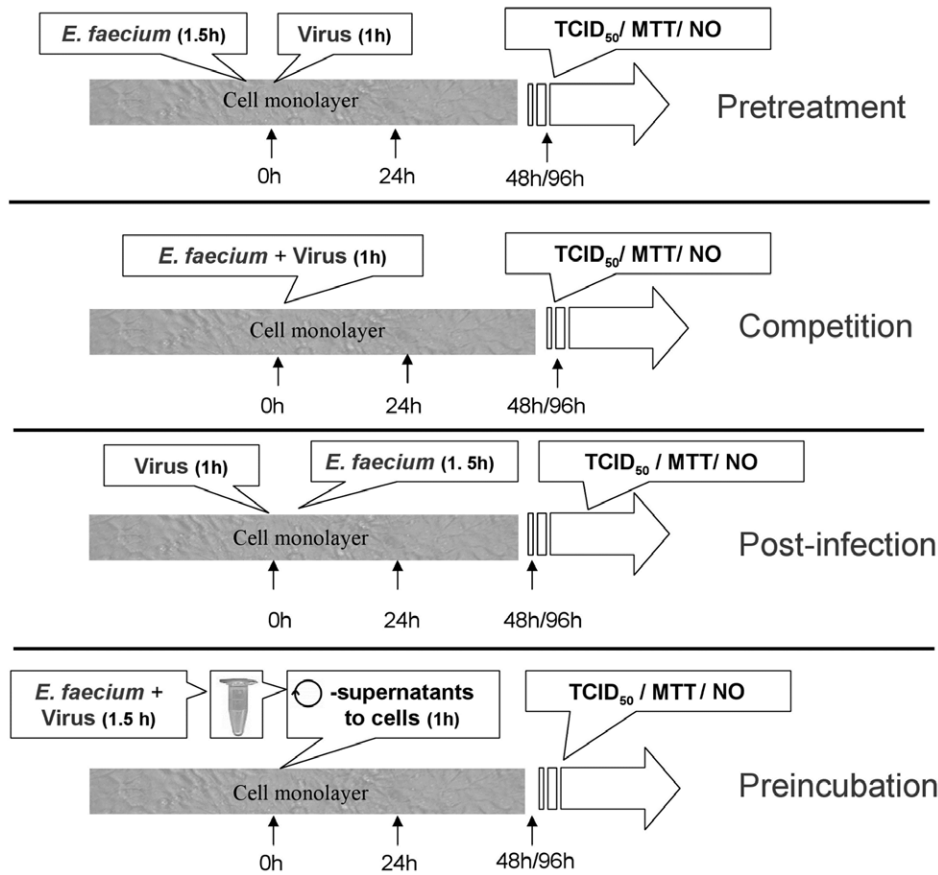 E. faecium (1.5h)
Virus (1h)
TCID50/ MTT/ NO
Cell monolayer
Pretreatment
0h
24h
48h/96h
E. faecium + Virus (1h)
TCID50/ MTT/ NO
Cell monolayer
Competition
0h
24h
48h/96h
Virus (1h)
E. faecium (1. 5h)
TCID50 / MTT/ NO
Cell monolayer
Post-infection
0h
24h
48h/96h
E. faecium +
Virus (1.5 h)
-supernatants
to cells (1h)
TCID50 / MTT/ NO
Cell monolayer
Preincubation
0h
24h
48h/96h